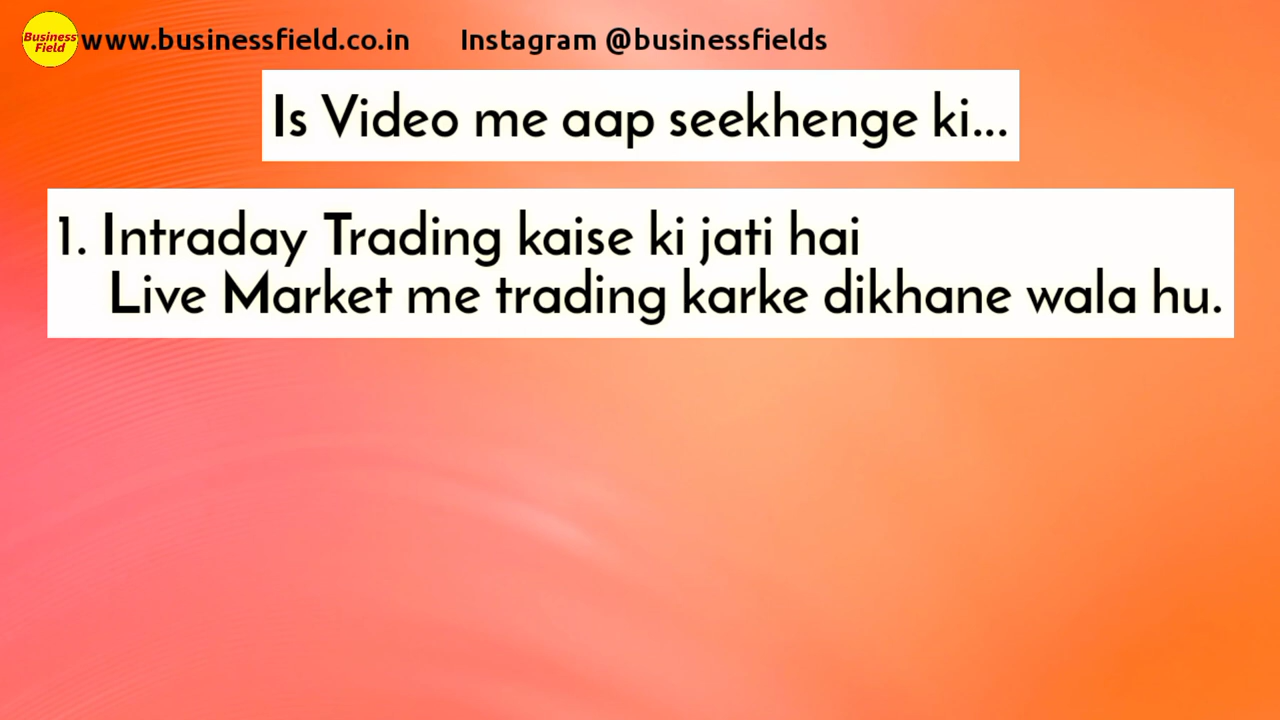 Business
Field
www.businessfield.co.in Instagram @businessfields
Is Video me aap seekhenge ki...
1. Intraday Trading kaise ki jati hai
Live Market me trading karke dikhane wala hu.